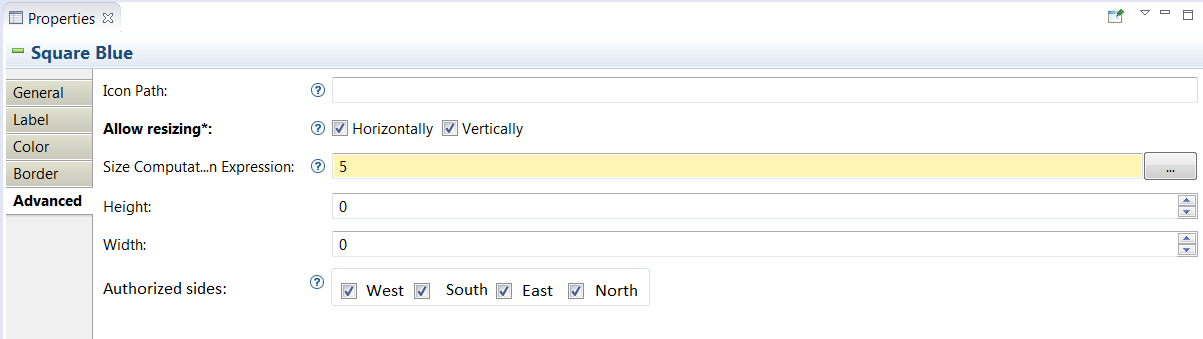 Properties
Square Blue
General
Label
Color
Border
Advanced
Icon Path:
Allow resizing*: Horizontally Vertically
Size Computat...n Expression: 5 ...
Height: 0
Width: 0
Authorized sides: West South East North